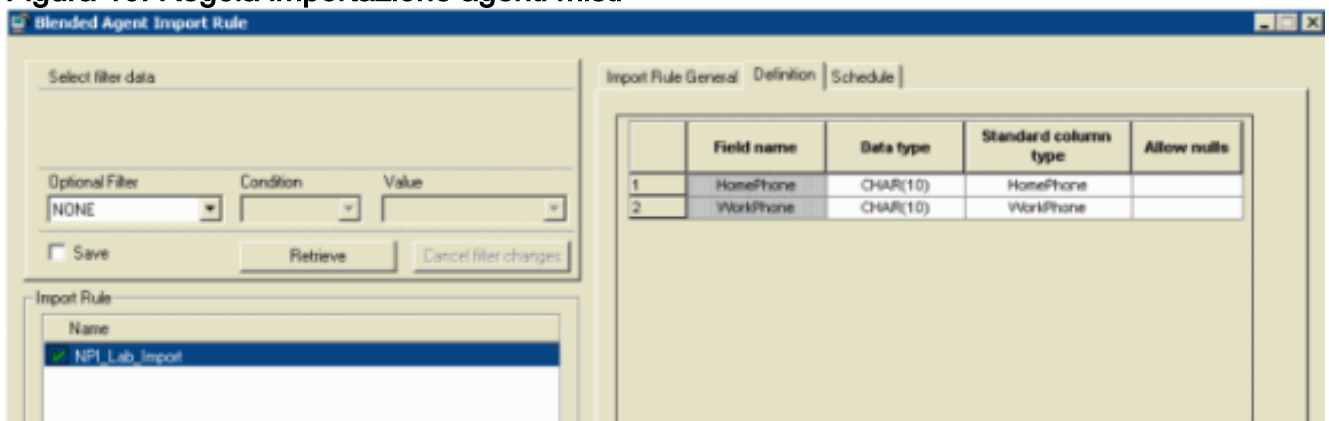 Figura 10: Regola importazione agenti misti
Blended Agent Import Rule
Select filter data
Optional Filter Condition Value
NONE
Save Retrieve Cancel filter changes
Import Rule
Name
NPI_Lab_Import
Import Rule General Definition Schedule
Field name Data type Standard column type Allow nulls
1 HomePhone CHAR(10) HomePhone
2 WorkPhone CHAR(10) WorkPhone